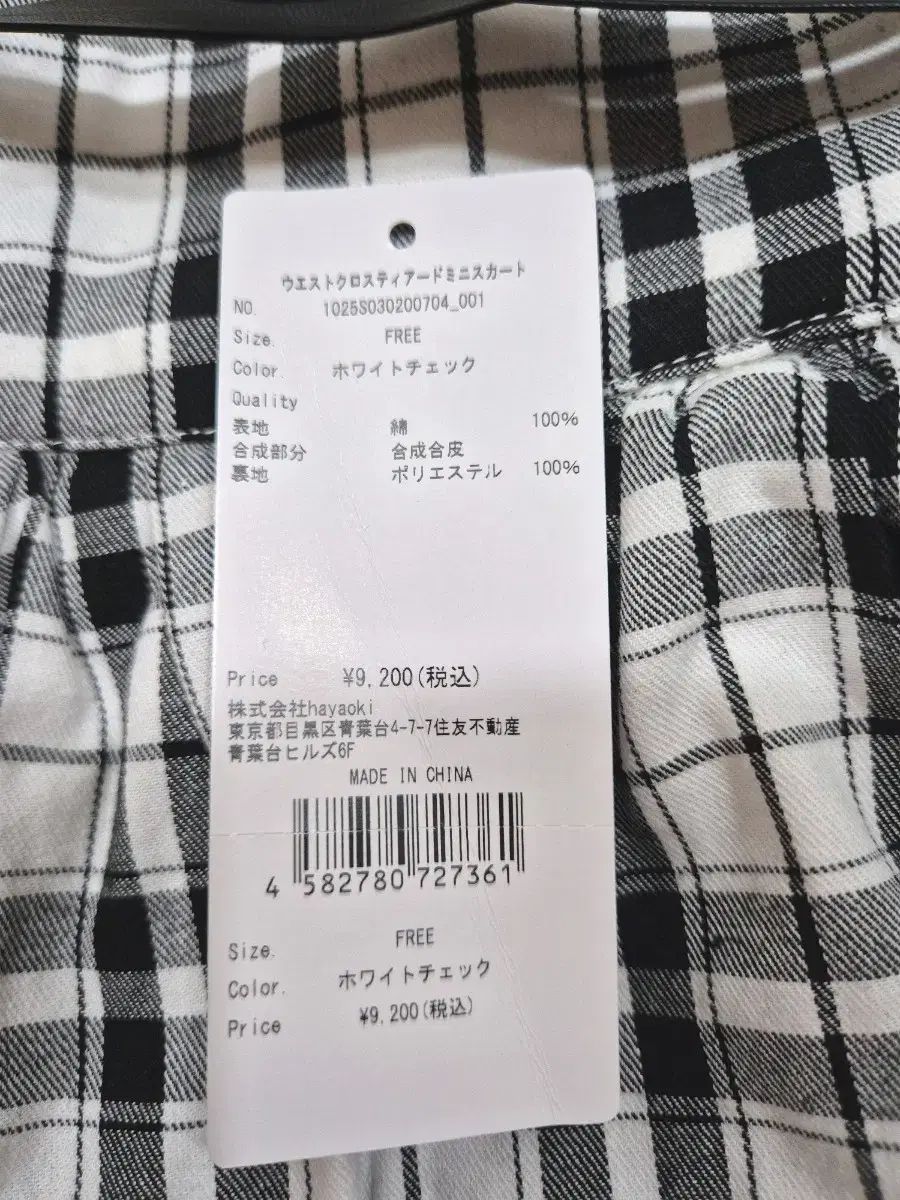 ウエストクロスティアードミニスカート
NO. 1025S030200704_001
Size. FREE
Color. ホワイトチェック
Quality
表地 綿 100%
合成部分 合成合皮
裏地 ポリエステル 100%
Price ¥9,200(税込)
株式会社hayaoki
東京都目黒区青葉台4-7-7住友不動産
青葉台ヒルズ6F
MADE IN CHINA
4 582780 727361
Size. FREE
Color. ホワイトチェック
Price ¥9,200(税込)